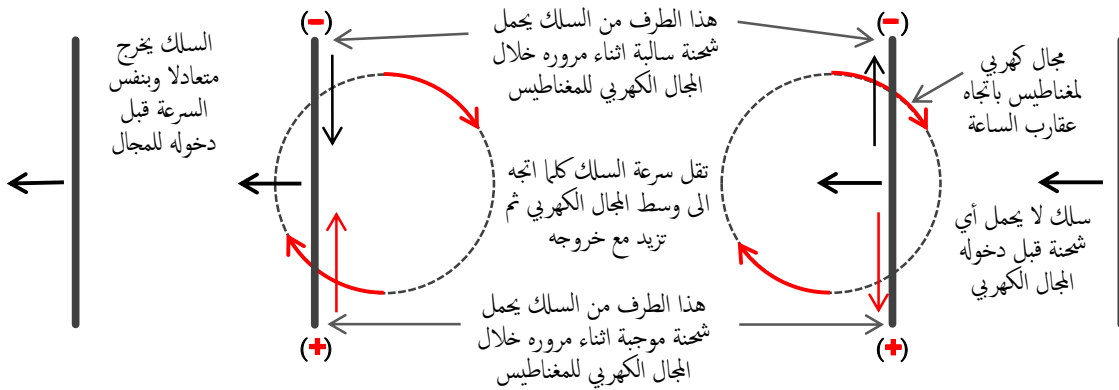 (−)
(−)
هذا الطرف من السلك يحمل
شحنة سالبة اثناء مروره خلال
المجال الكهربي للمغناطيس
مجال كهربي
لمغناطيس باتجاه
عقارب الساعة
سلك لا يحمل أي
شحنة قبل دخوله
المجال الكهربي
تقل سرعة السلك كلما اتجه
الى وسط المجال الكهربي ثم
تزيد مع خروجه
السلك يخرج
متعادلا وبنفس
السرعة قبل
دخوله للمجال
هذا الطرف من السلك يحمل
شحنة موجبة اثناء مروره خلال
المجال الكهربي للمغناطيس
(+)
(+)